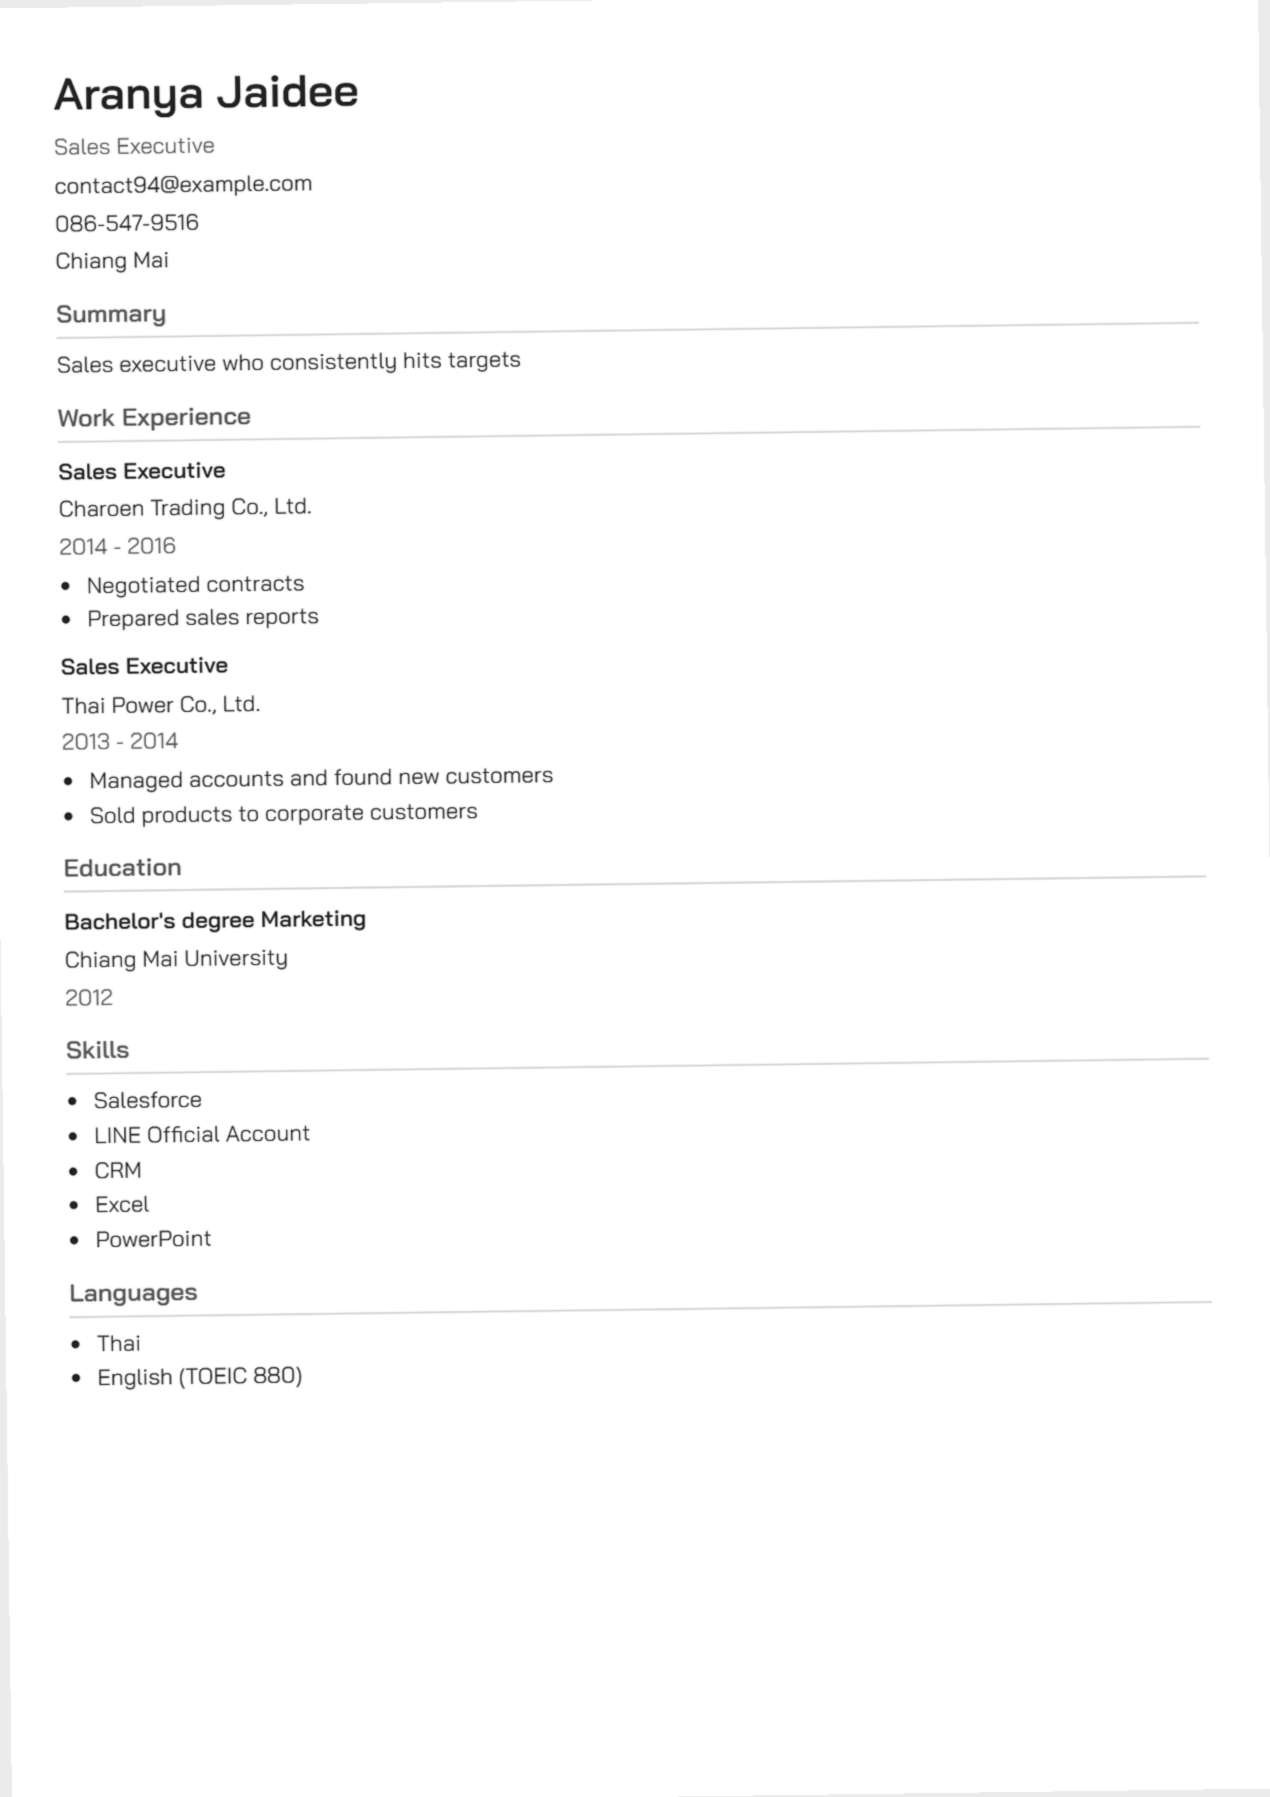 Aranya Jaidee
Sales Executive
contact94@example.com
086-547-9516
Chiang Mai
Summary
Sales executive who consistently hits targets
Work Experience
Sales Executive
Charoen Trading Co., Ltd.
2014 - 2016
• Negotiated contracts
• Prepared sales reports
Sales Executive
Thai Power Co., Ltd.
2013 - 2014
• Managed accounts and found new customers
• Sold products to corporate customers
Education
Bachelor's degree Marketing
Chiang Mai University
2012
Skills
• Salesforce
• LINE Official Account
• CRM
• Excel
• PowerPoint
Languages
• Thai
• English (TOEIC 880)